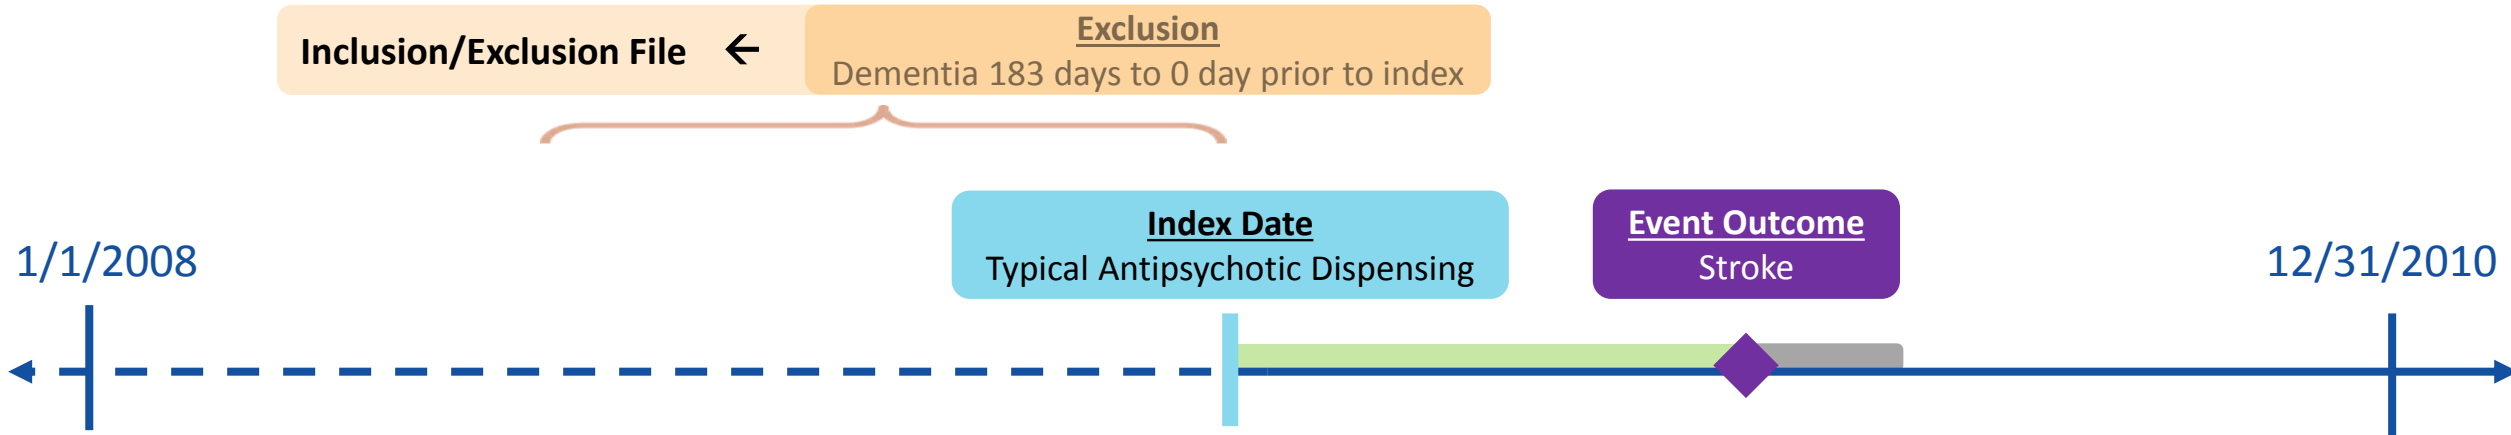 Inclusion/Exclusion File ←
Exclusion
Dementia 183 days to 0 day prior to index
Index Date
Typical Antipsychotic Dispensing
Event Outcome
Stroke
1/1/2008
12/31/2010